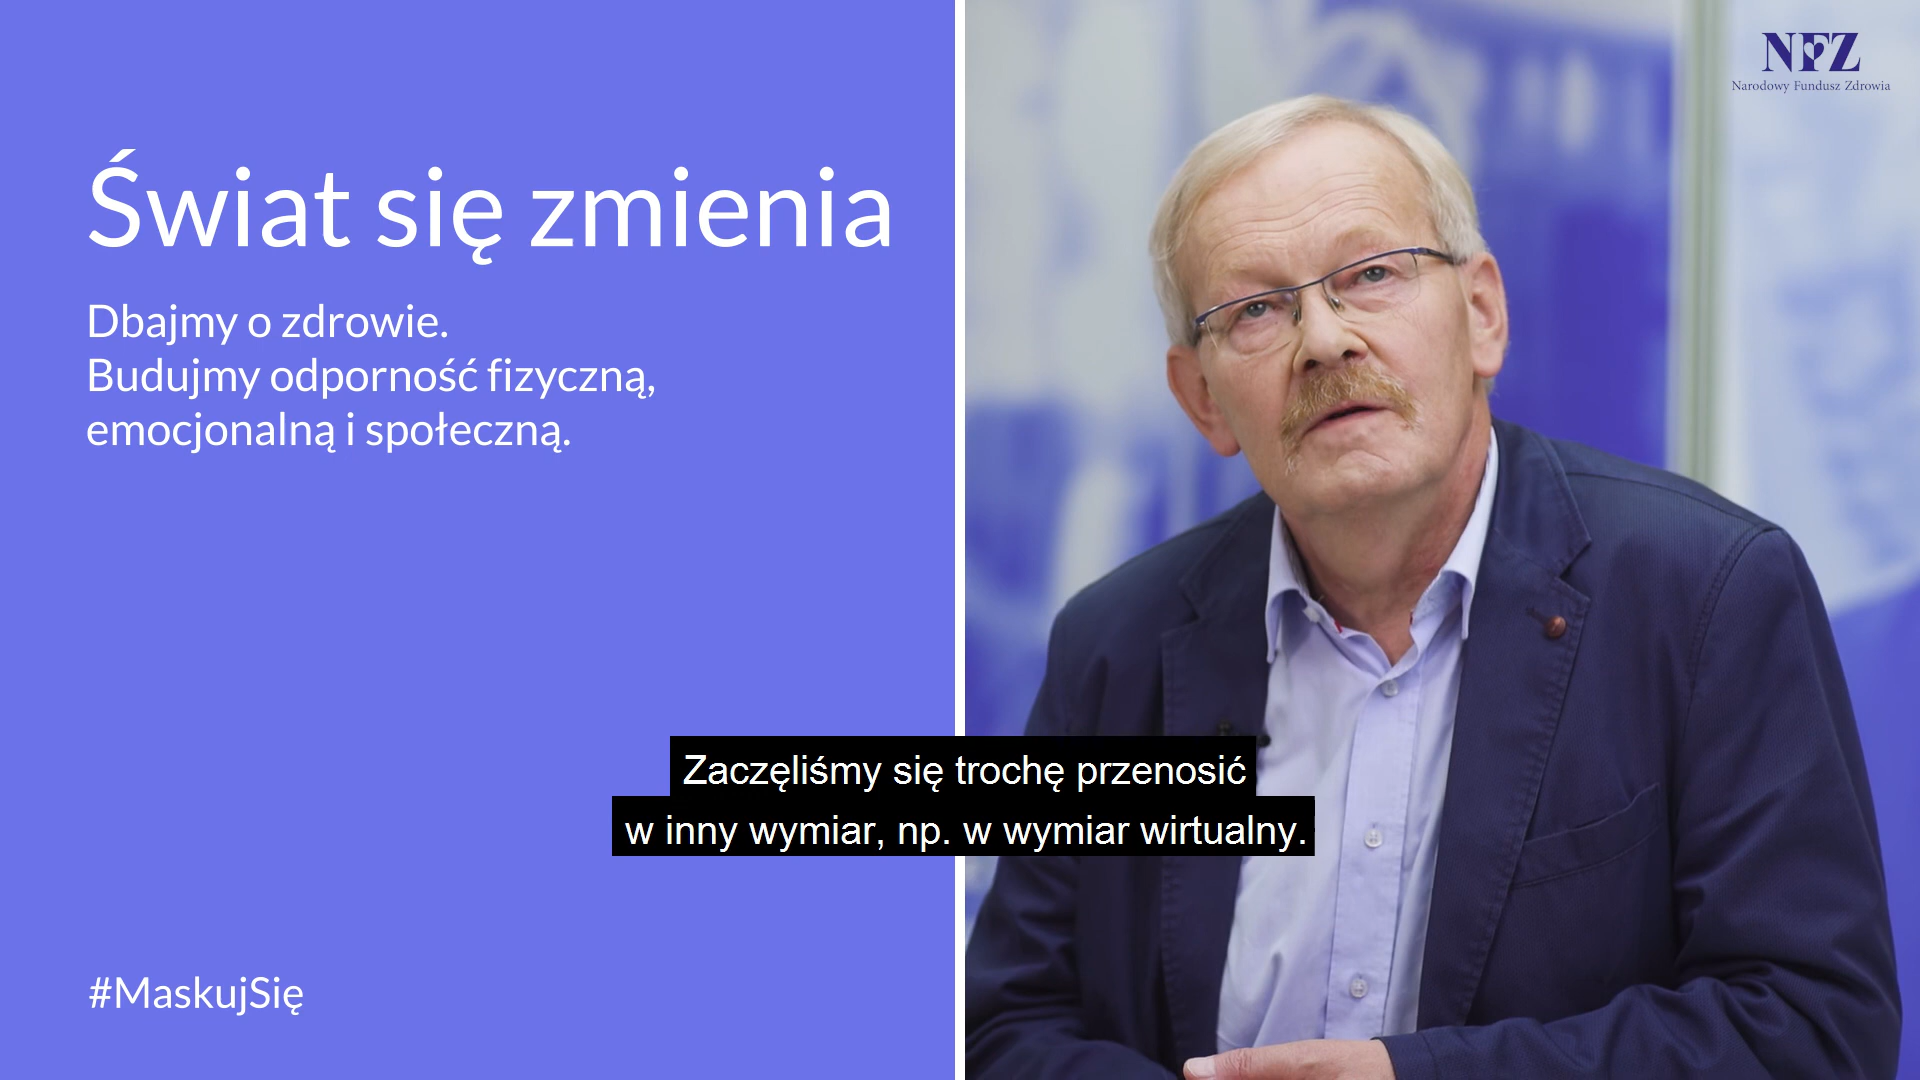 Świat się zmienia
Dbajmy o zdrowie.
Budujmy odporność fizyczną,
emocjonalną i społeczną.
NFZ
Narodowy Fundusz Zdrowia
Zaczęliśmy się trochę przenosić
w inny wymiar, np. w wymiar wirtualny.
#MaskujSię